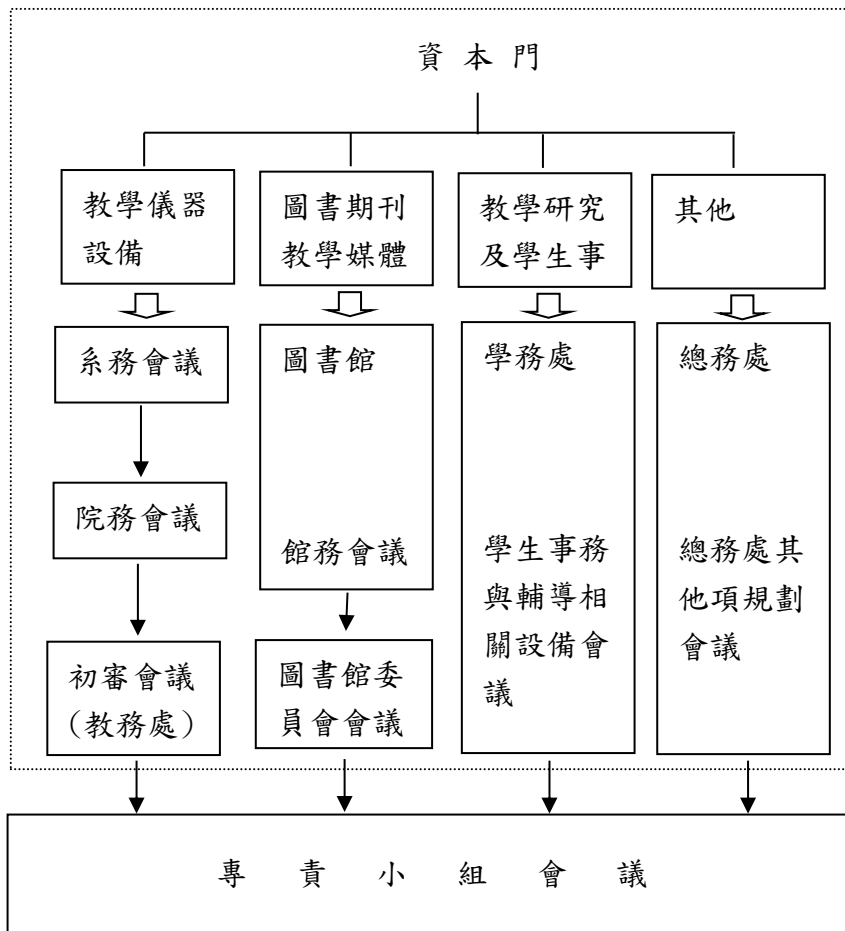 資本門
教學儀器
設備
圖書期刊
教學媒體
教學研究
及學生事
其他
系務會議
院務會議
初審會議
(教務處)
圖書館
館務會議
圖書館委
員會會議
學務處
學生事務
與輔導相
關設備會
議
總務處
總務處其
他項規劃
會議
專責小組會議